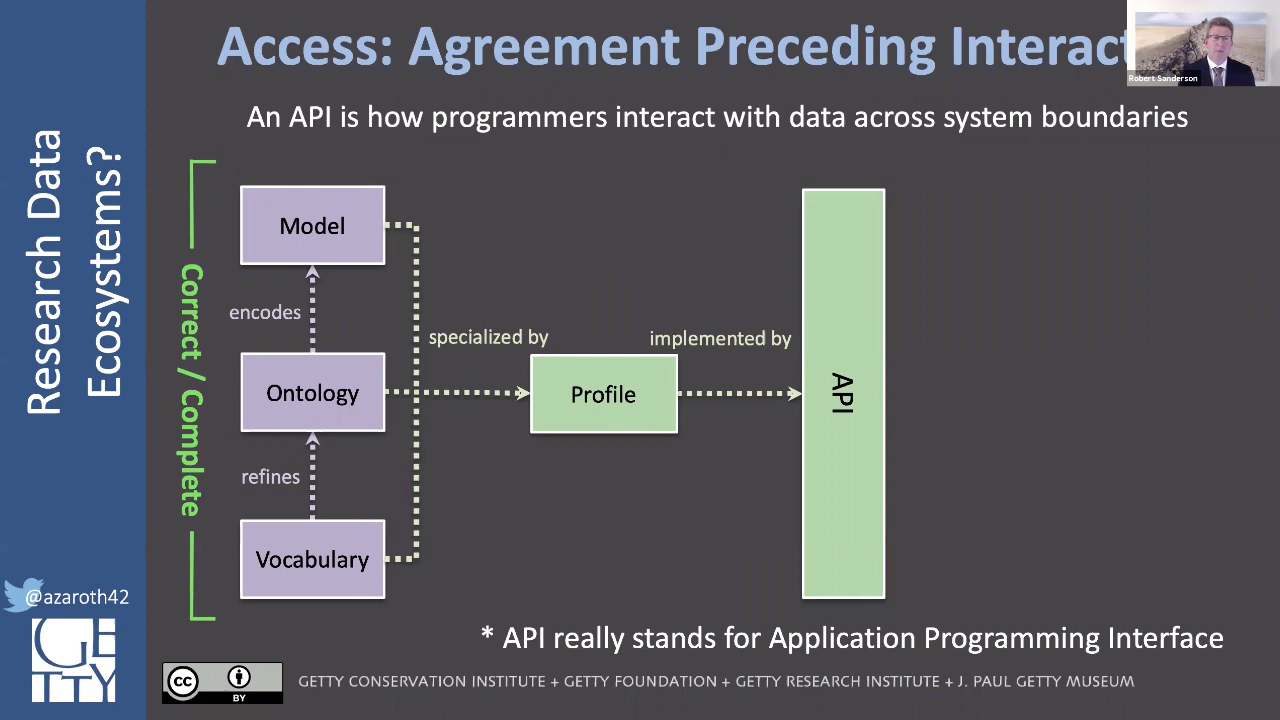 Access: Agreement Preceding Interact
Robert Sanderson
An API is how programmers interact with data across system boundaries
Research Data
Ecosystems?
Correct / Complete
Model
encodes
Ontology
refines
Vocabulary
specialized by
Profile
implemented by
API
@azaroth42
* API really stands for Application Programming Interface
GETTY
cc
BY
GETTY CONSERVATION INSTITUTE + GETTY FOUNDATION + GETTY RESEARCH INSTITUTE + J. PAUL GETTY MUSEUM